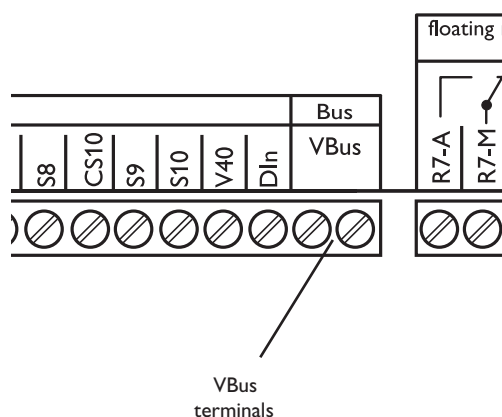 floating
Bus
VBus
S8
CS10
S9
S10
V40
DIn
R7-A
R7-M
VBus
terminals